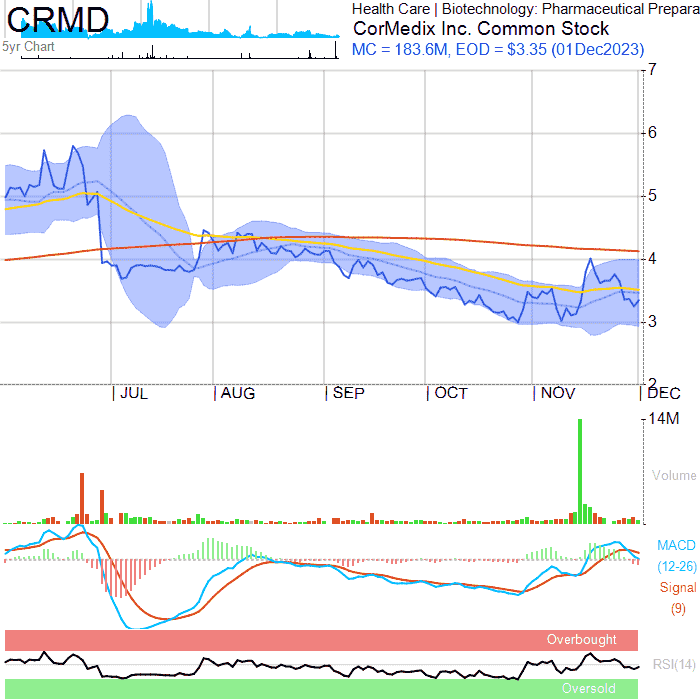 CRMD
5yr Chart
Health Care | Biotechnology: Pharmaceutical Prepara
CorMedix Inc. Common Stock
MC = 183.6M, EOD = $3.35 (01Dec2023)
7
6
5
4
3
2
JUL AUG SEP OCT NOV DEC
14M
Volume
MACD
(12-26)
Signal
(9)
Overbought
RSI(14)
Oversold